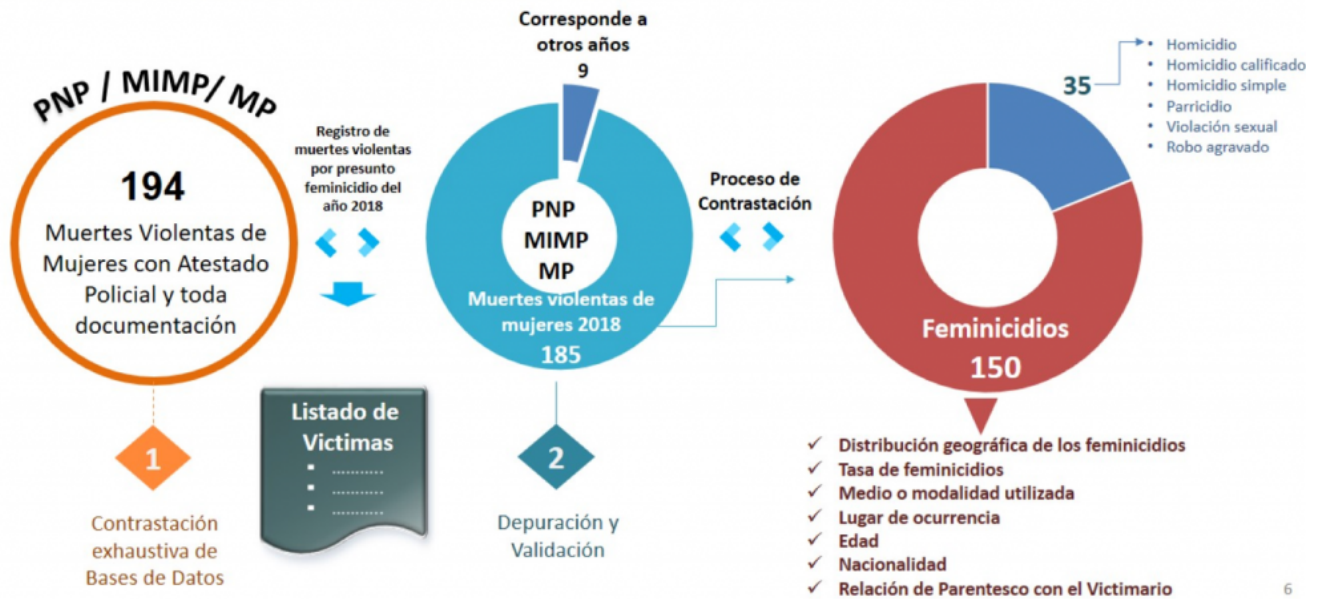 PNP / MIMP/ MP
194
Muertes Violentas de
Mujeres con Atestado
Policial y toda
documentación
1
Contrastación
exhaustiva de
Bases de Datos
Registro de
muertes violentas
por presunto
feminicidio del
año 2018
Listado de
Victimas
▪ ...........
▪ ...........
▪ ...........
Corresponde a
otros años
9
PNP
MIMP
MP
Muertes violentas de
mujeres 2018
185
2
Depuración y
Validación
Proceso de
Contrastación
35
• Homicidio
• Homicidio calificado
• Homicidio simple
• Parricidio
• Violación sexual
• Robo agravado
Feminicidios
150
✓ Distribución geográfica de los feminicidios
✓ Tasa de feminicidios
✓ Medio o modalidad utilizada
✓ Lugar de ocurrencia
✓ Edad
✓ Nacionalidad
✓ Relación de Parentesco con el Victimario
6